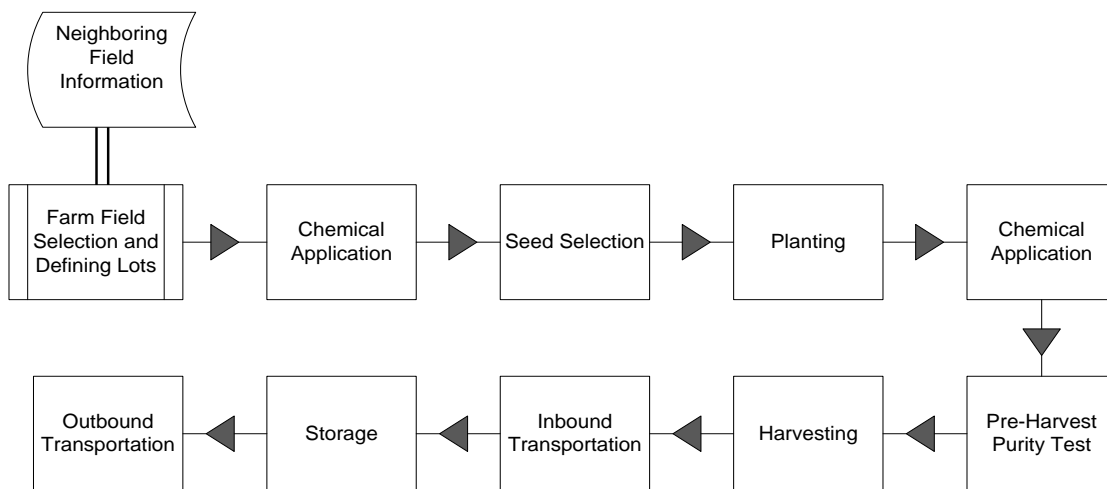 Neighboring
Field
Information
Farm Field
Selection and
Defining Lots
Chemical
Application
Seed Selection
Planting
Chemical
Application
Pre-Harvest
Purity Test
Harvesting
Inbound
Transportation
Storage
Outbound
Transportation